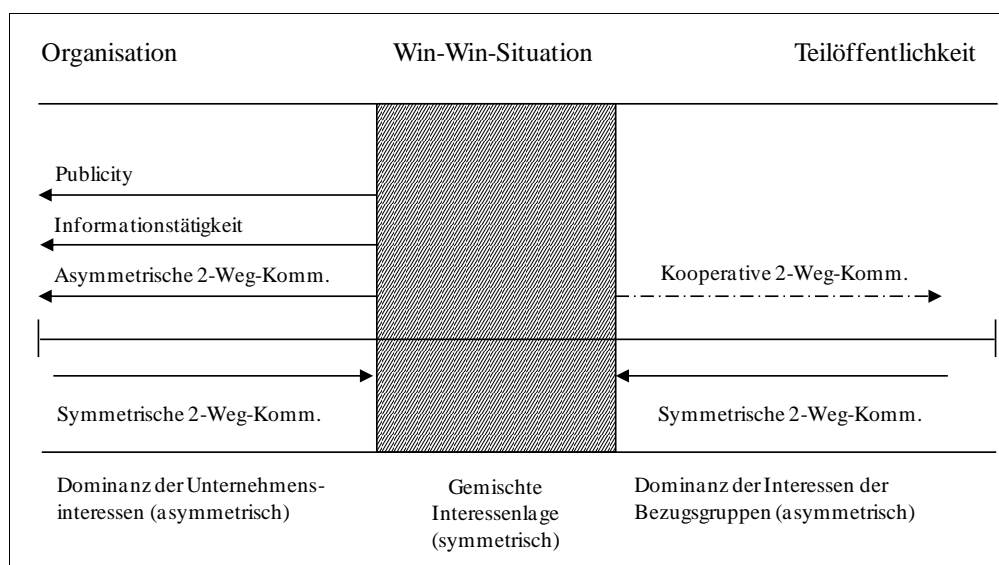 Organisation
Win-Win-Situation
Teilöffentlichkeit
Publicity
Informationstätigkeit
Asymmetrische 2-Weg-Komm.
Kooperative 2-Weg-Komm.
Symmetrische 2-Weg-Komm.
Symmetrische 2-Weg-Komm.
Dominanz der Unternehmens-
interessen (asymmetrisch)
Gemischte
Interessenlage
(symmetrisch)
Dominanz der Interessen der
Bezugsgruppen (asymmetrisch)